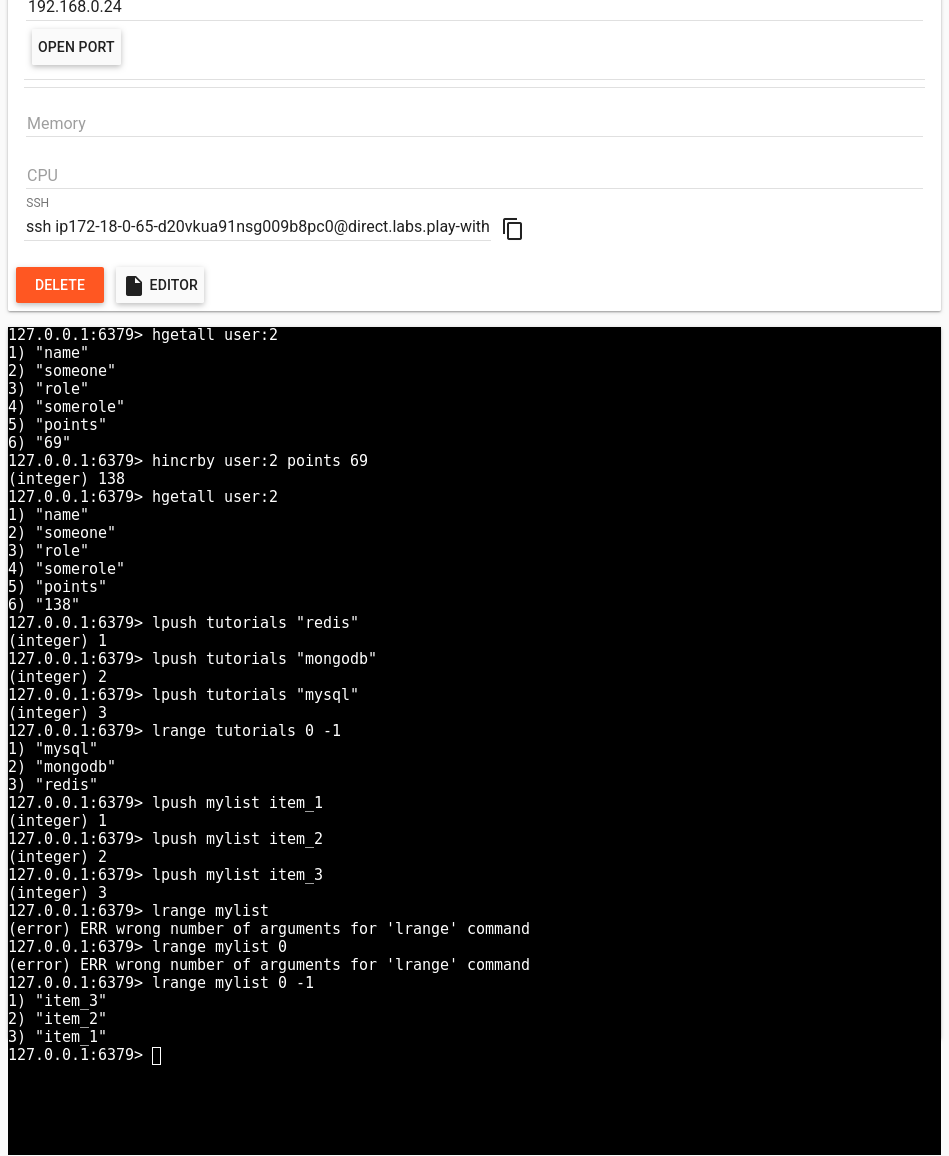 192.168.0.24
OPEN PORT
Memory
CPU
SSH
ssh ip172-18-0-65-d20vkua91nsg009b8pc0@direct.labs.play-with
DELETE
EDITOR
127.0.0.1:6379> hgetall user:2
1) "name"
2) "someone"
3) "role"
4) "somerole"
5) "points"
6) "69"
127.0.0.1:6379> hincrby user:2 points 69
(integer) 138
127.0.0.1:6379> hgetall user:2
1) "name"
2) "someone"
3) "role"
4) "somerole"
5) "points"
6) "138"
127.0.0.1:6379> lpush tutorials "redis"
(integer) 1
127.0.0.1:6379> lpush tutorials "mongodb"
(integer) 2
127.0.0.1:6379> lpush tutorials "mysql"
(integer) 3
127.0.0.1:6379> lrange tutorials 0 -1
1) "mysql"
2) "mongodb"
3) "redis"
127.0.0.1:6379> lpush mylist item_1
(integer) 1
127.0.0.1:6379> lpush mylist item_2
(integer) 2
127.0.0.1:6379> lpush mylist item_3
(integer) 3
127.0.0.1:6379> lrange mylist
(error) ERR wrong number of arguments for 'lrange' command
127.0.0.1:6379> lrange mylist 0
(error) ERR wrong number of arguments for 'lrange' command
127.0.0.1:6379> lrange mylist 0 -1
1) "item_3"
2) "item_2"
3) "item_1"
127.0.0.1:6379>